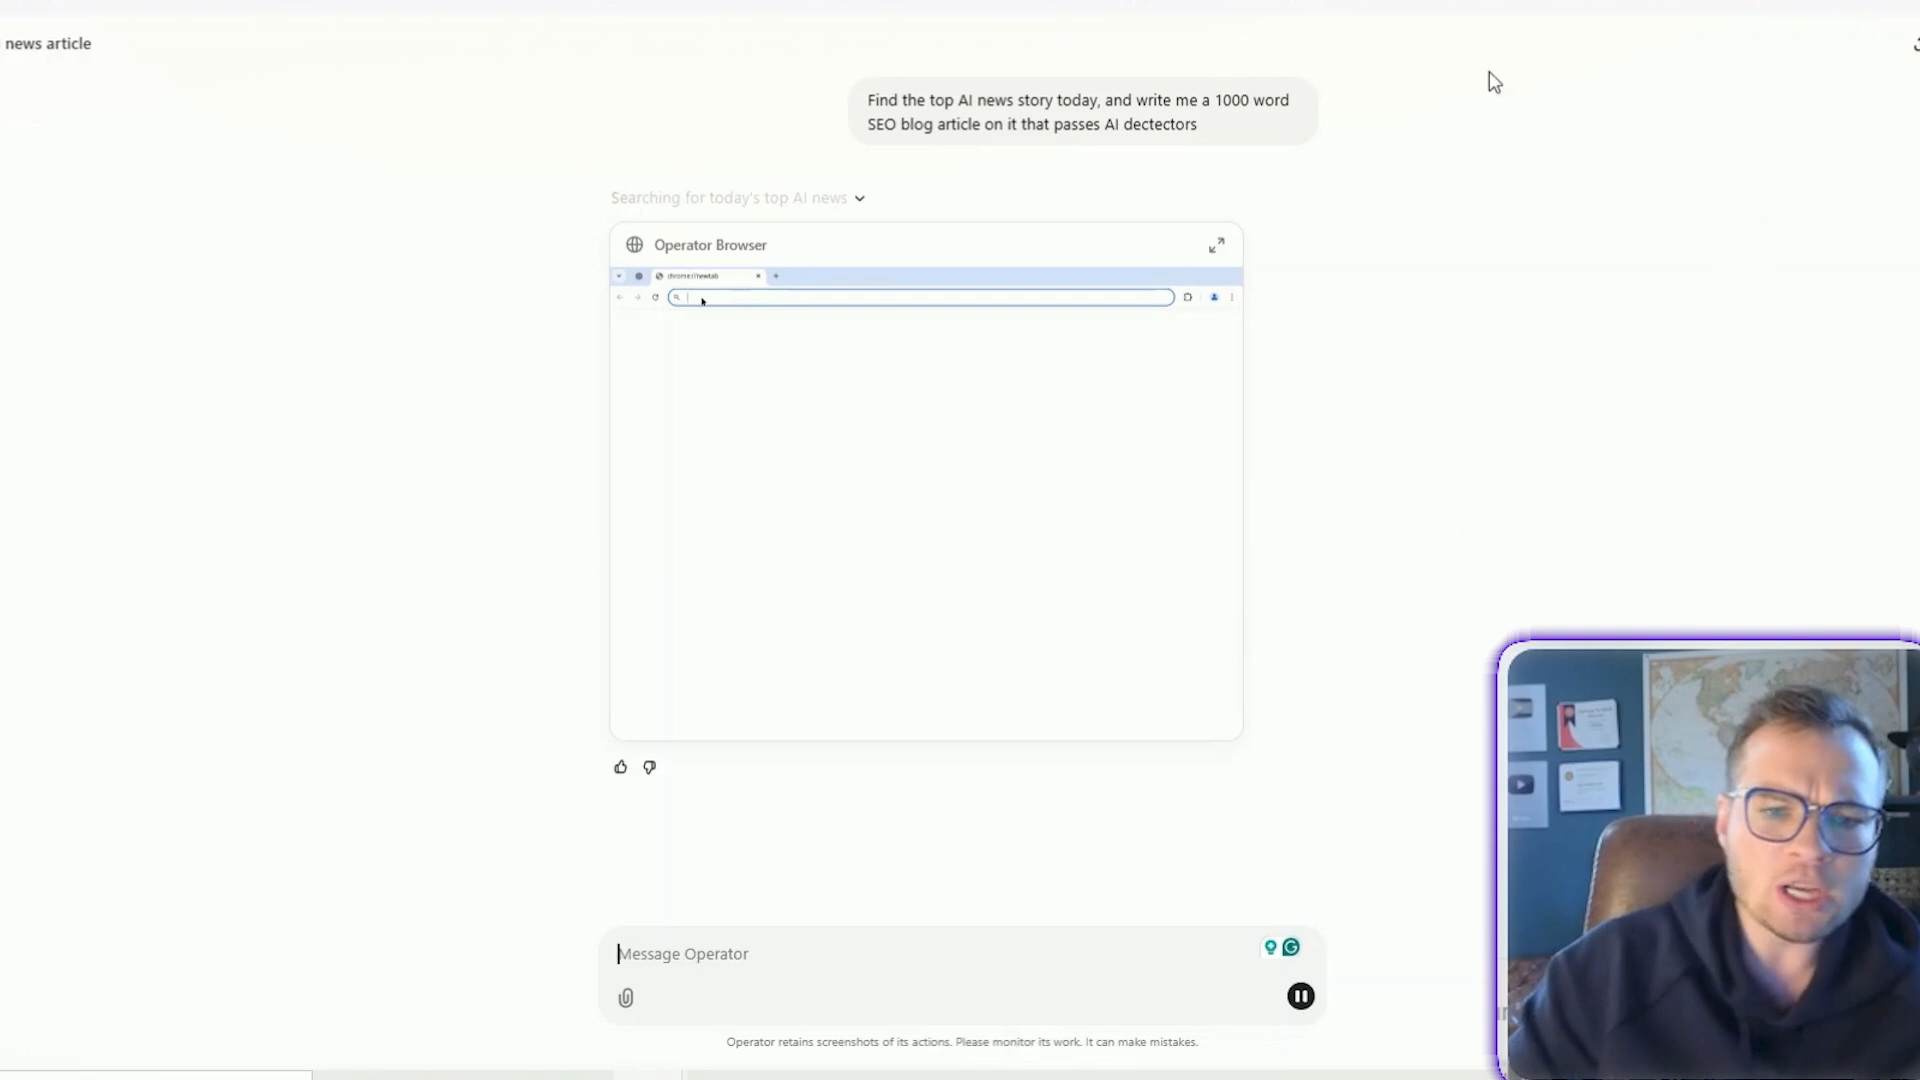 news article
Find the top AI news story today, and write me a 1000 word
SEO blog article on it that passes AI dectectors
Searching for today's top AI news
Operator Browser
chrome://newtab
Message Operator
Operator retains screenshots of its actions. Please monitor its work. It can make mistakes.